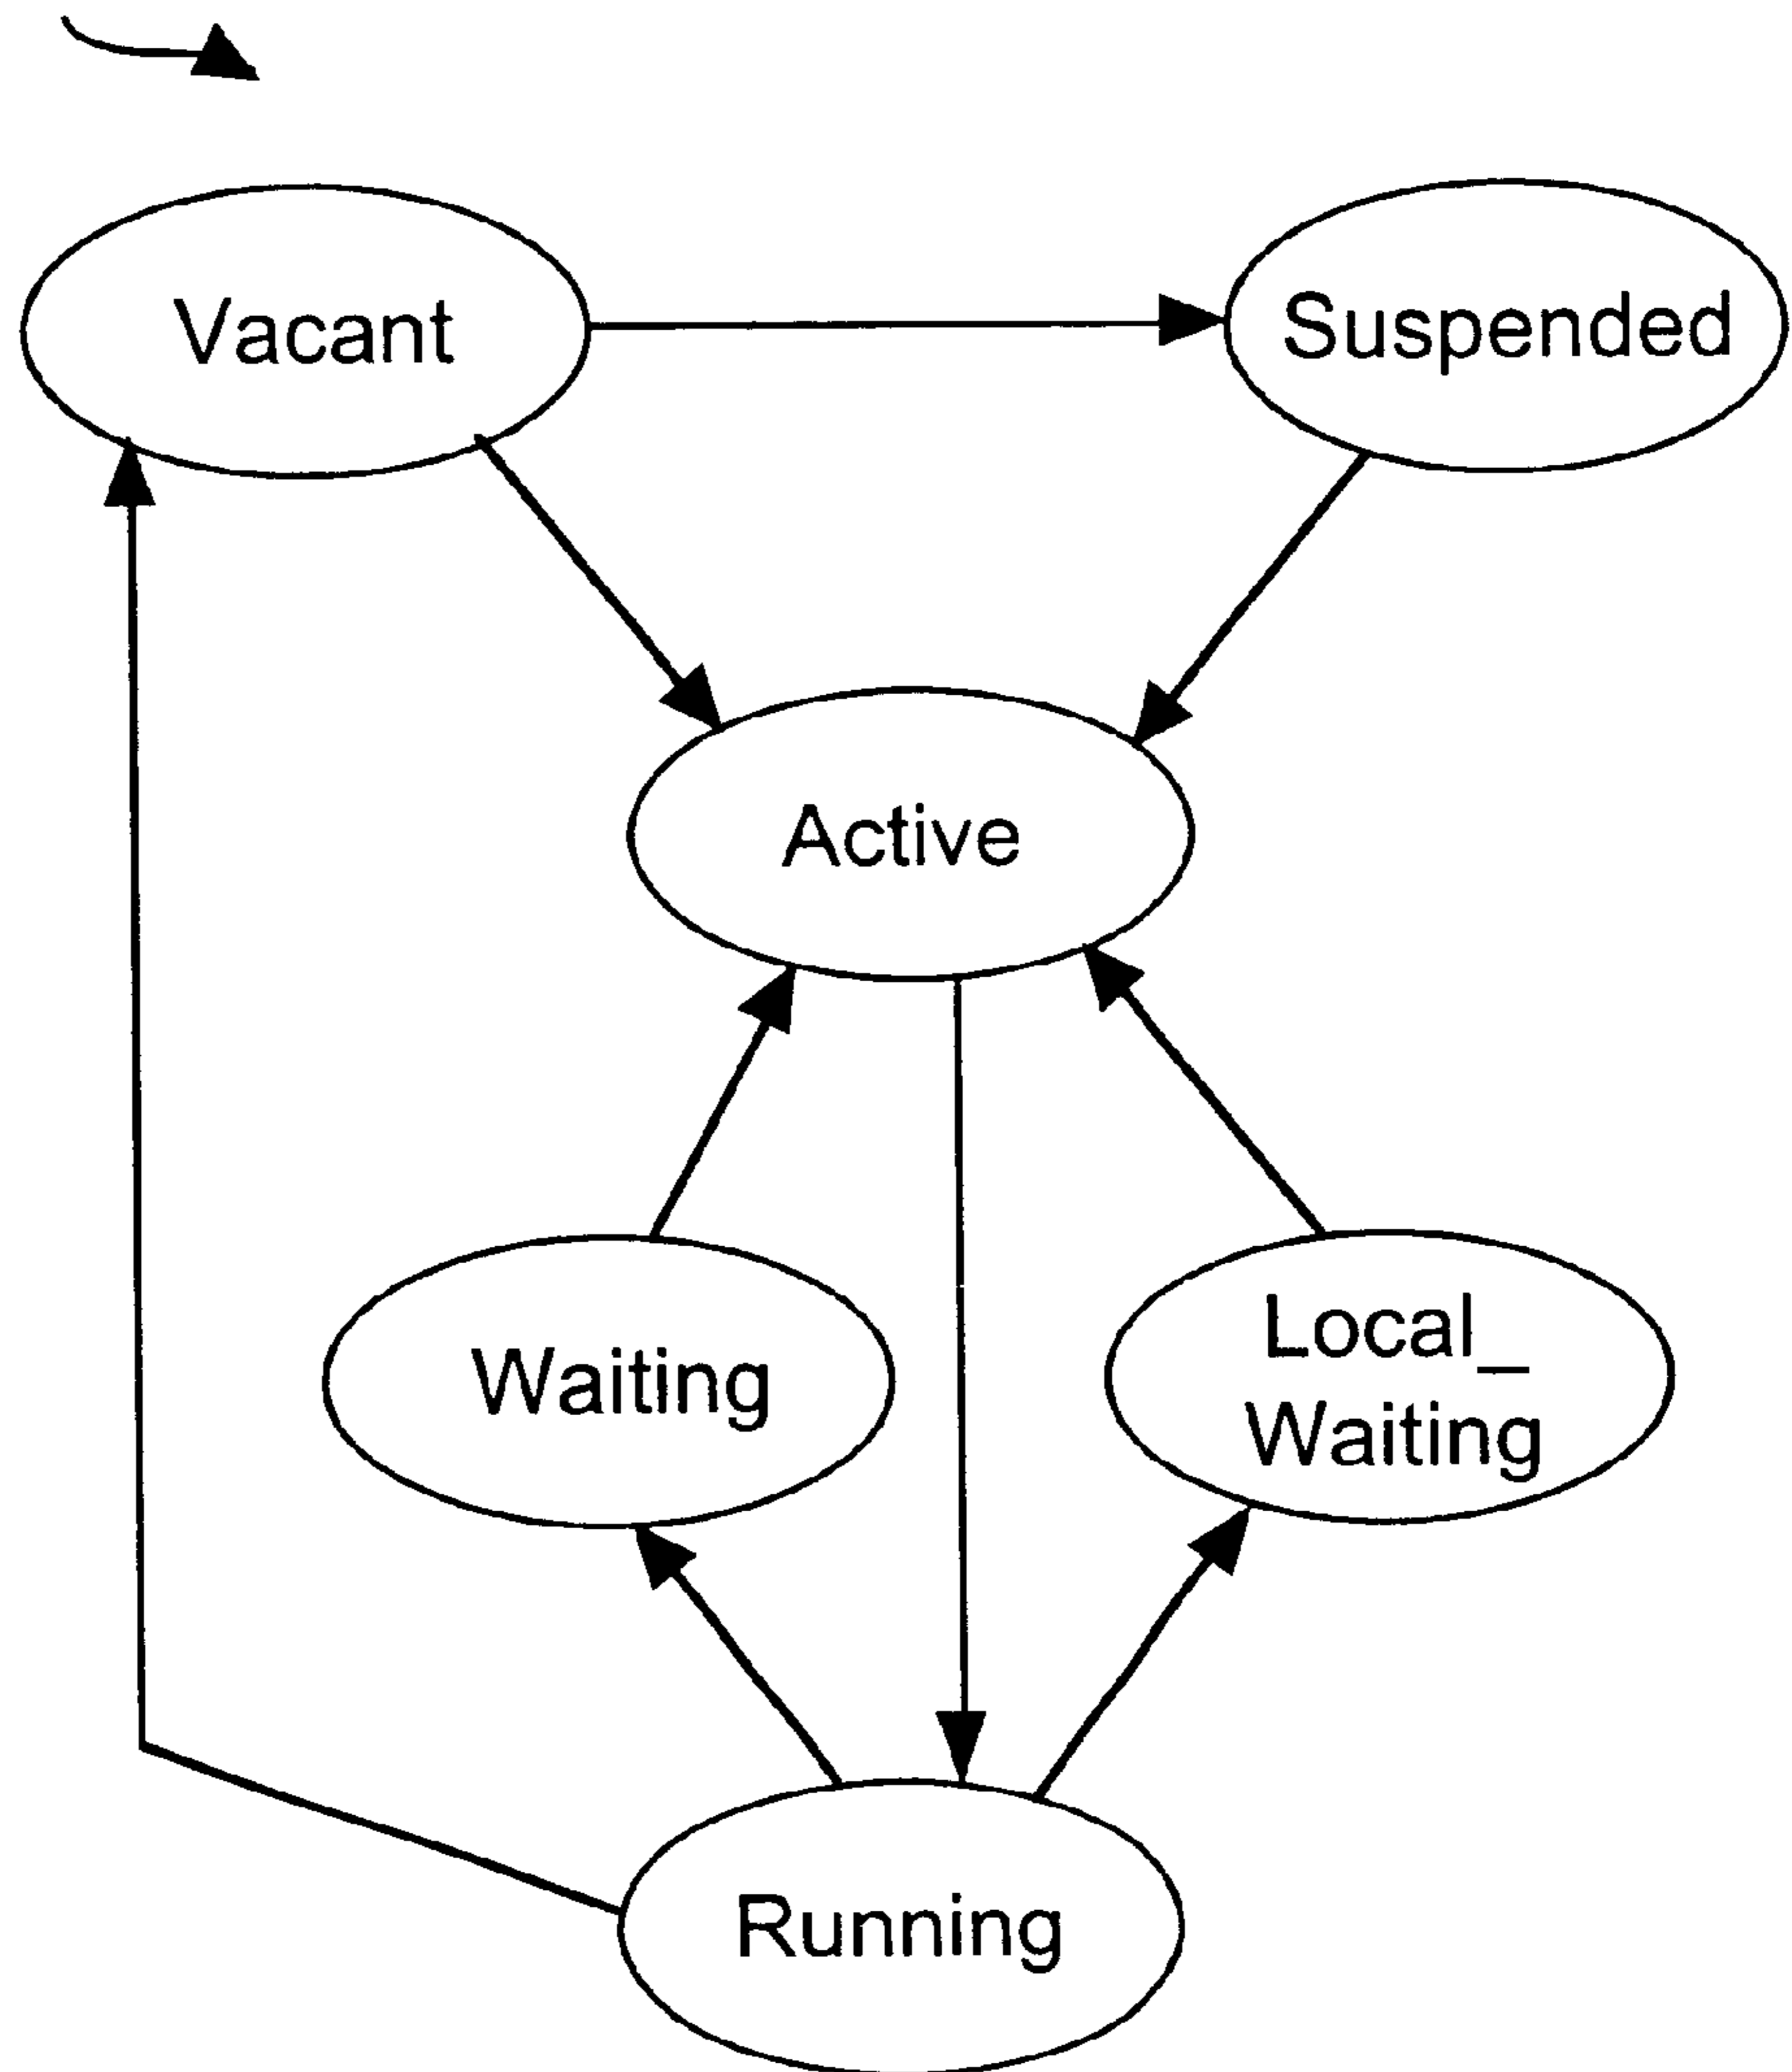 Vacant
Suspended
Active
Waiting
Local_
Waiting
Running